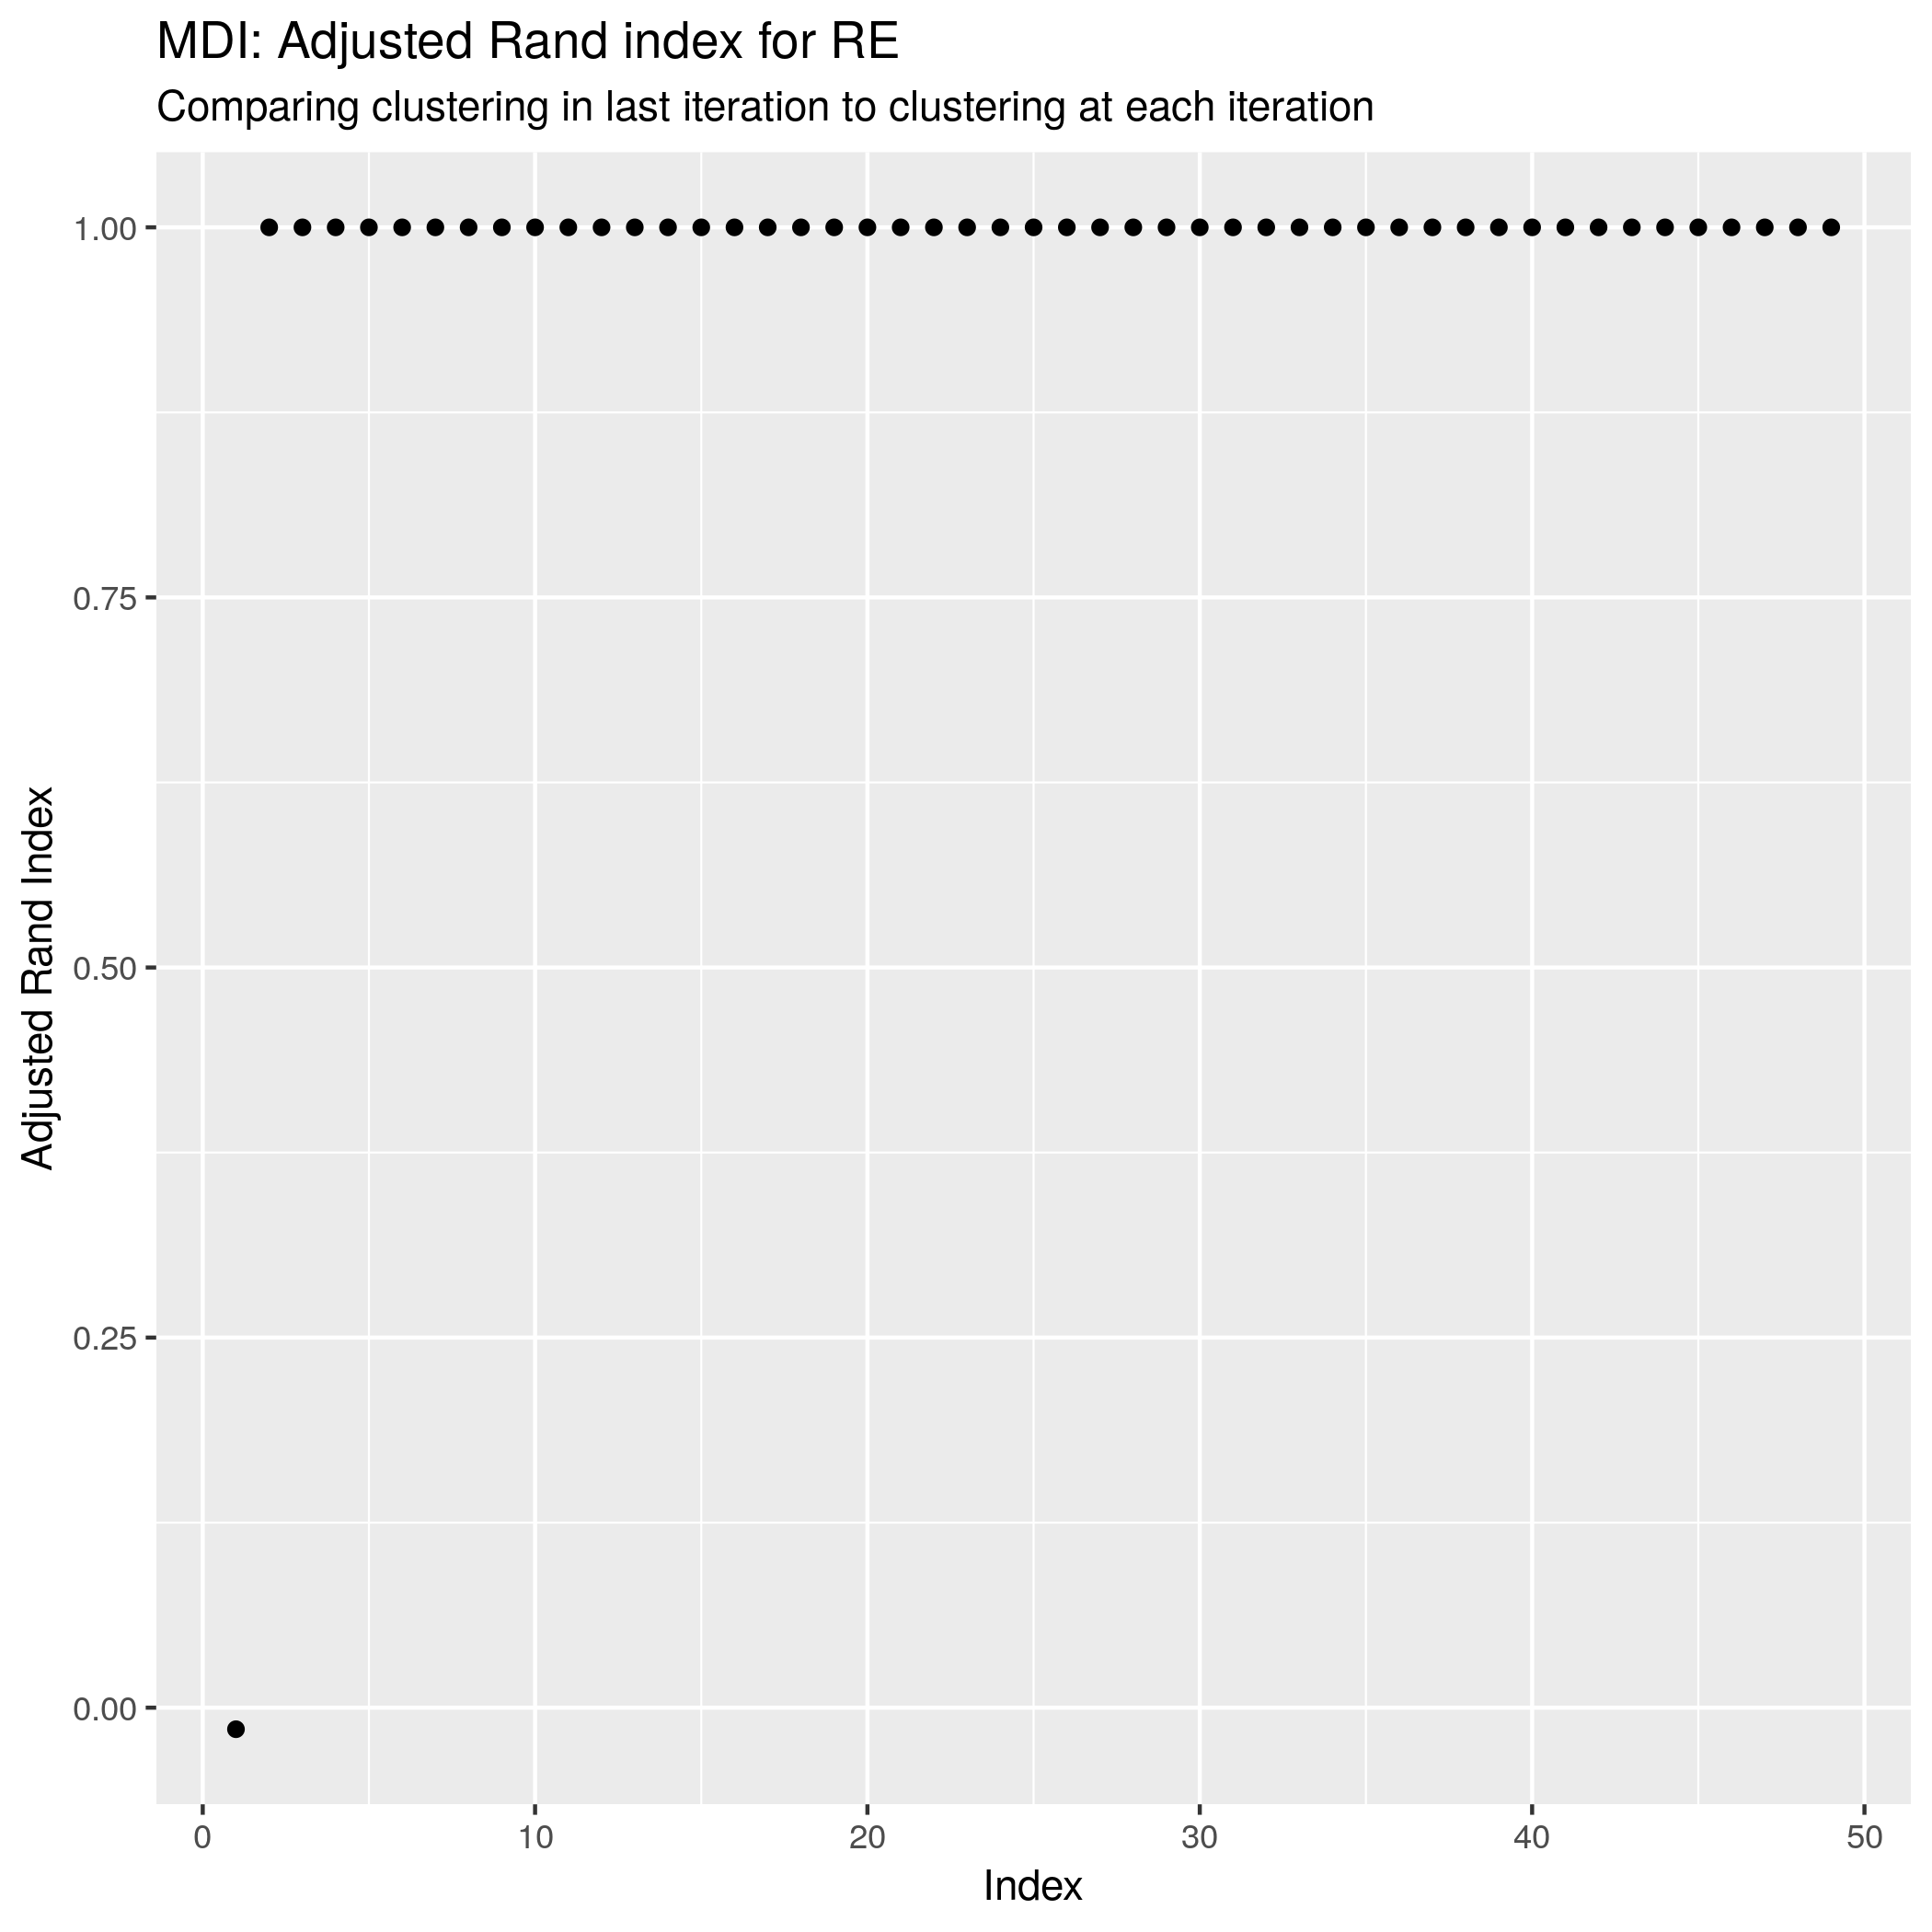 MDI: Adjusted Rand index for RE
Comparing clustering in last iteration to clustering at each iteration
Adjusted Rand Index
1.00
0.75
0.50
0.25
0.00
0 10 20 30 40 50
Index